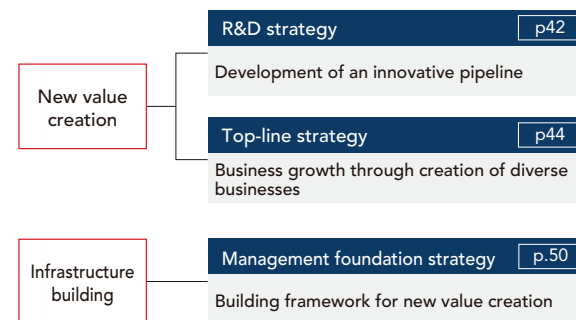 R&D strategy p42
Development of an innovative pipeline
New value
creation
Top-line strategy p44
Business growth through creation of diverse
businesses
Management foundation strategy p.50
Infrastructure
building
Building framework for new value creation